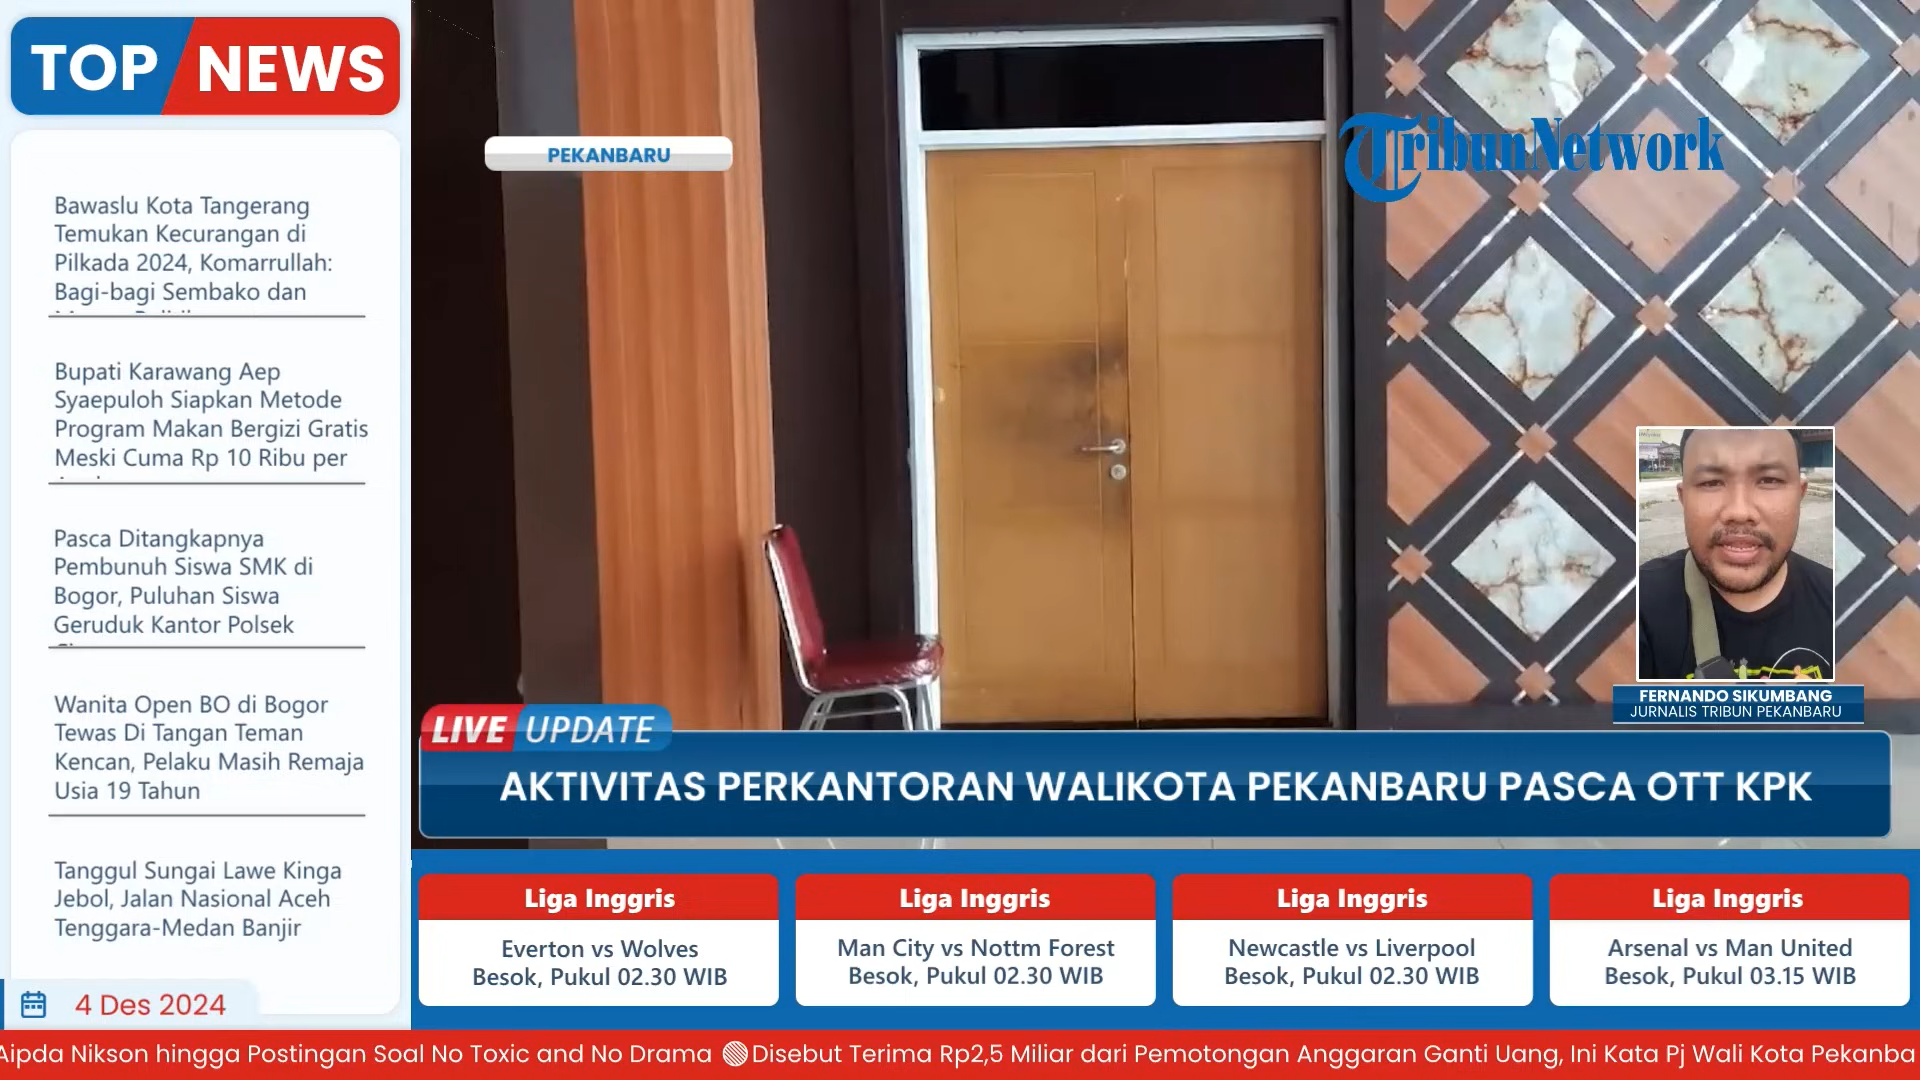 TOP NEWS
Bawaslu Kota Tangerang
Temukan Kecurangan di
Pilkada 2024, Komarrullah:
Bagi-bagi Sembako dan
Bupati Karawang Aep
Syaepuloh Siapkan Metode
Program Makan Bergizi Gratis
Meski Cuma Rp 10 Ribu per
Pasca Ditangkapnya
Pembunuh Siswa SMK di
Bogor, Puluhan Siswa
Geruduk Kantor Polsek
Wanita Open BO di Bogor
Tewas Di Tangan Teman
Kencan, Pelaku Masih Remaja
Usia 19 Tahun
Tanggul Sungai Lawe Kinga
Jebol, Jalan Nasional Aceh
Tenggara-Medan Banjir
4 Des 2024
PEKANBARU
TribunNetwork
FERNANDO SIKUMBANG
JURNALIS TRIBUN PEKANBARU
LIVE UPDATE
AKTIVITAS PERKANTORAN WALIKOTA PEKANBARU PASCA OTT KPK
Liga Inggris
Everton vs Wolves
Besok, Pukul 02.30 WIB
Liga Inggris
Man City vs Nottm Forest
Besok, Pukul 02.30 WIB
Liga Inggris
Newcastle vs Liverpool
Besok, Pukul 02.30 WIB
Liga Inggris
Arsenal vs Man United
Besok, Pukul 03.15 WIB
Aipda Nikson hingga Postingan Soal No Toxic and No Drama Disebut Terima Rp2,5 Miliar dari Pemotongan Anggaran Ganti Uang, Ini Kata Pj Wali Kota Pekanba